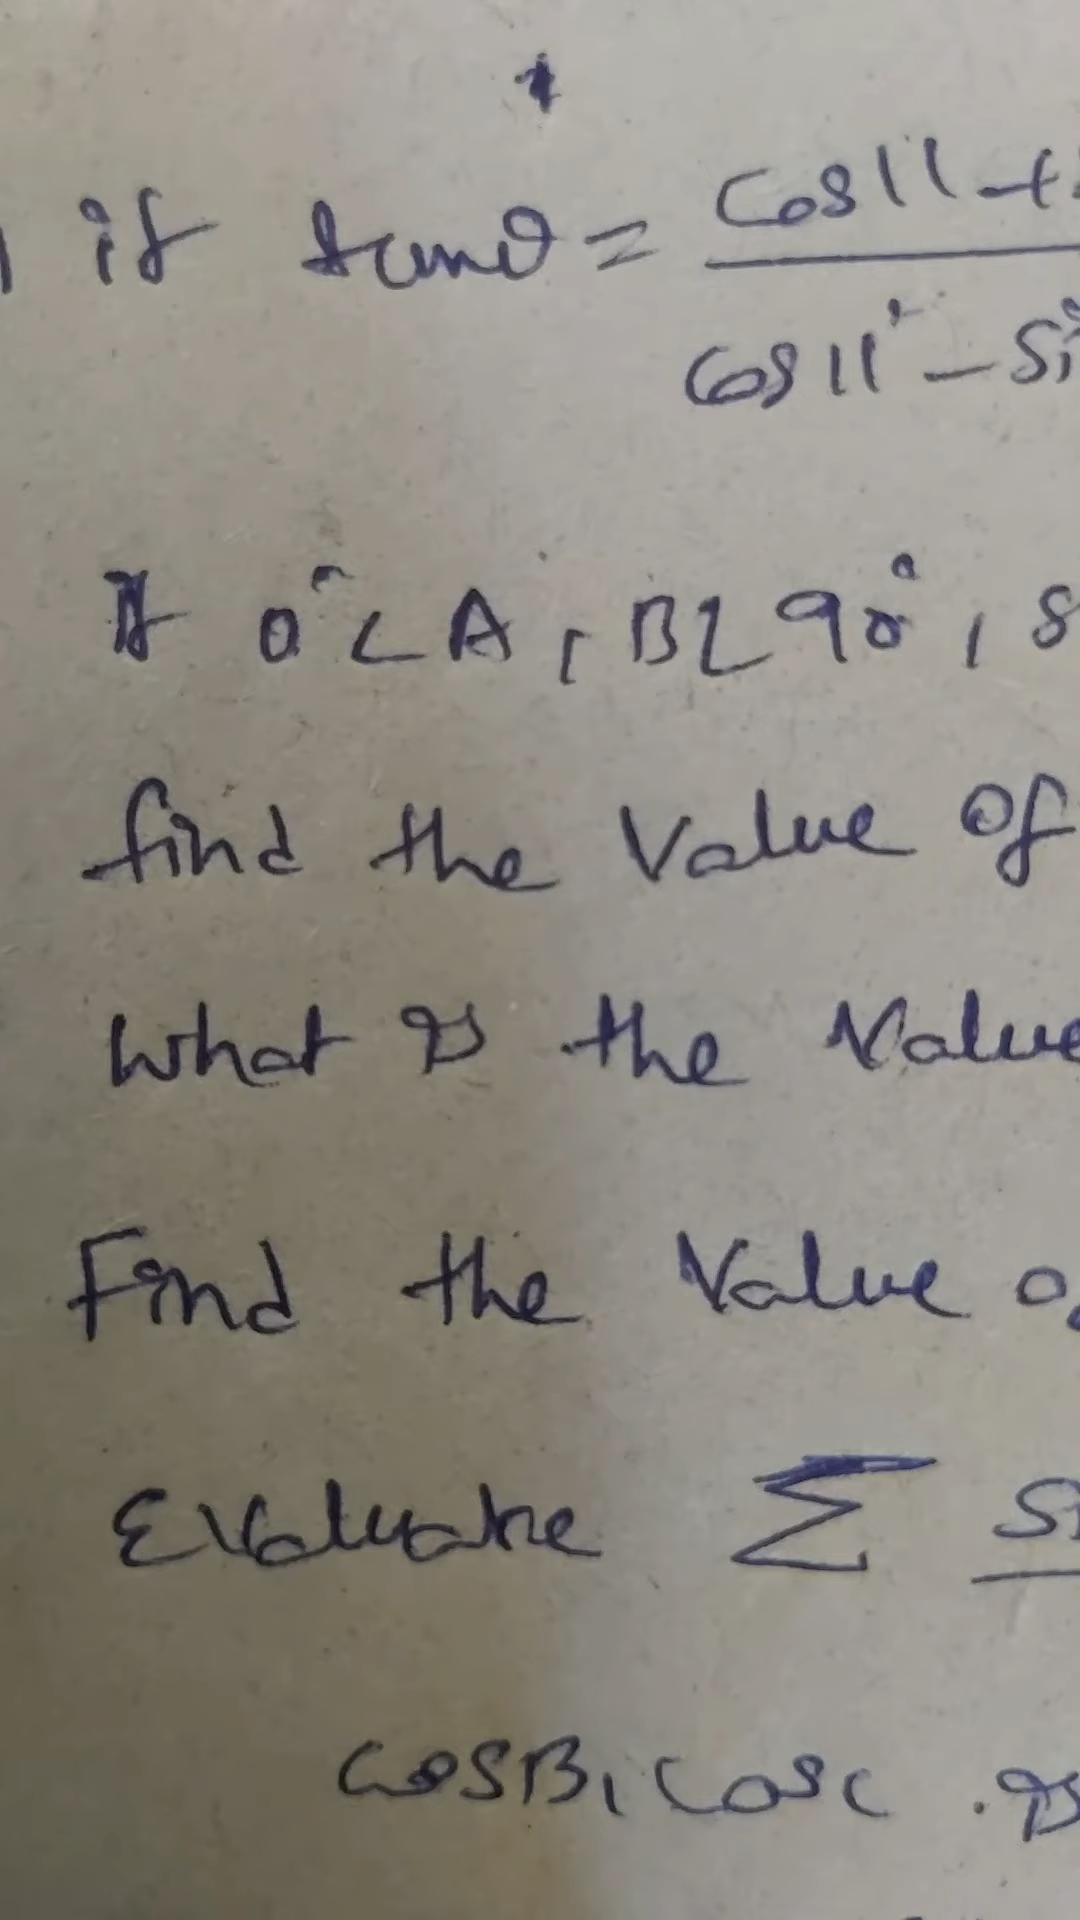 if tanθ = cos11 +
cos11° - Si
If 0° < A, B < 90°, S
find the Value of
What is the Value
Find the Value o
Evaluate Σ S
cosB, cosc. is